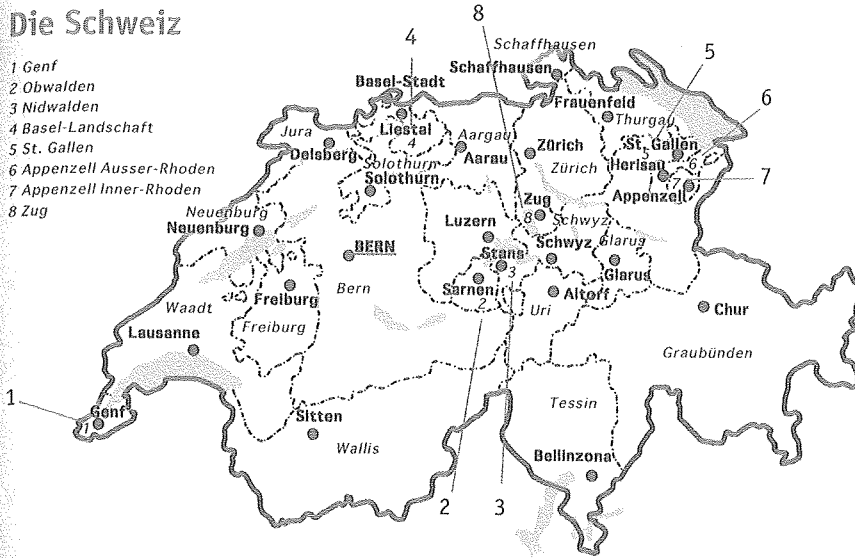 Die Schweiz
1 Genf
2 Obwalden
3 Nidwalden
4 Basel-Landschaft
5 St. Gallen
6 Appenzell Ausser-Rhoden
7 Appenzell Inner-Rhoden
8 Zug
8
4
Schaffhausen
Schaffhausen
5
Basel-Stadt
Frauenfeld
6
Thurgau
Jura
Liestal
4
Aargau
Aarau
Zürich
Zürich
St. Gallen
5
6
Delsberg
Solothurn
Solothurn
Herisau
7
7
Appenzell
Zug
8
Schwyz
Neuenburg
Neuenburg
Luzern
BERN
Stans
3
Schwyz
Glarus
Glarus
Sarnen
2
Altorf
Uri
Bern
Freiburg
Freiburg
Waadt
Lausanne
Chur
Graubünden
1
Genf
1
Sitten
Wallis
Tessin
Bellinzona
2
3